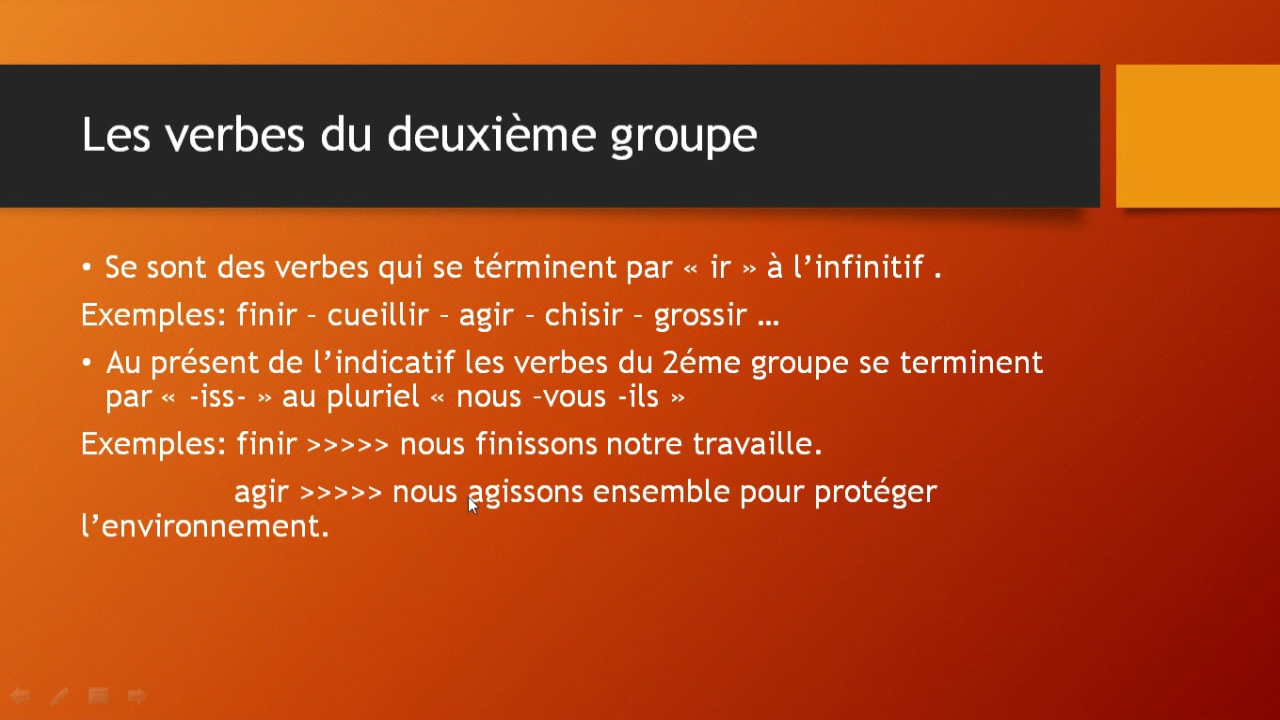 Les verbes du deuxième groupe
• Se sont des verbes qui se términent par « ir » à l’infinitif .
Exemples: finir – cueillir – agir – chisir – grossir …
• Au présent de l’indicatif les verbes du 2éme groupe se terminent
par « -iss- » au pluriel « nous –vous -ils »
Exemples: finir >>>>> nous finissons notre travaille.
agir >>>>> nous agissons ensemble pour protéger
l’environnement.